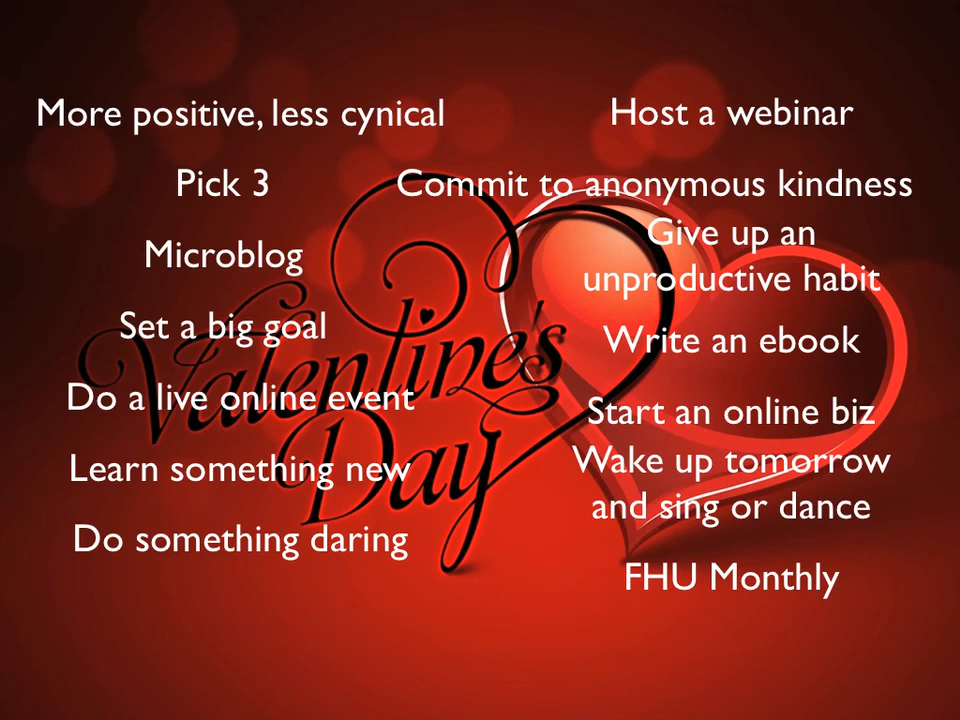 More positive, less cynical
Pick 3
Microblog
Set a big goal
Do a live online event
Learn something new
Do something daring
Host a webinar
Commit to anonymous kindness
Give up an
unproductive habit
Write an ebook
Start an online biz
Wake up tomorrow
and sing or dance
FHU Monthly
Valentine's
Day